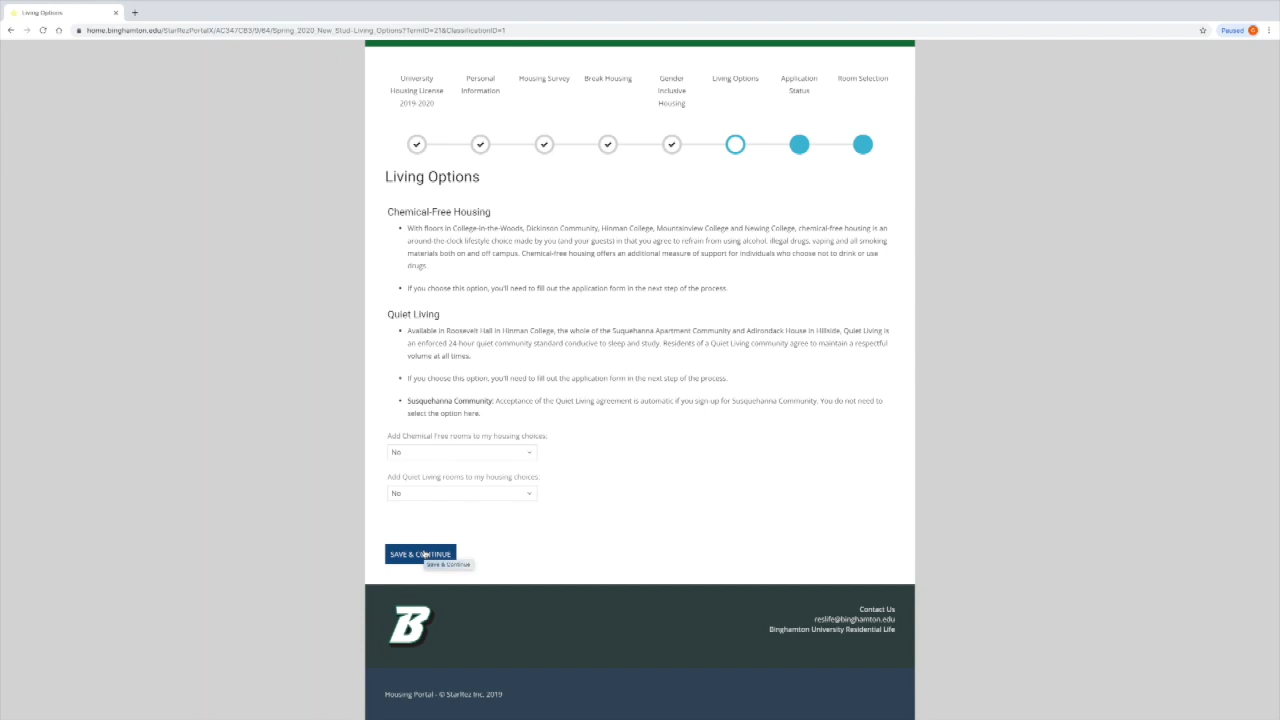 Living Options
home.binghamton.edu/StarRezPortalX/AC347CB3/9/64/Spring_2020_New_Stud-Living_Options?TermID=21&ClassificationID=1
Paused
University Housing License 2019-2020
Personal Information
Housing Survey
Break Housing
Gender Inclusive Housing
Living Options
Application Status
Room Selection
Living Options
Chemical-Free Housing
• With floors in College-in-the-Woods, Dickinson Community, Hinman College, Mountainview College and Newing College, chemical-free housing is an
around-the-clock lifestyle choice made by you (and your guests) in that you agree to refrain from using alcohol, illegal drugs, vaping and all smoking
materials both on and off campus. Chemical-free housing offers an additional measure of support for individuals who choose not to drink or use
drugs.
• If you choose this option, you'll need to fill out the application form in the next step of the process.
Quiet Living
• Available in Roosevelt Hall in Hinman College, the whole of the Suquehanna Apartment Community and Adirondack House in Hillside, Quiet Living is
an enforced 24-hour quiet community standard conducive to sleep and study. Residents of a Quiet Living community agree to maintain a respectful
volume at all times.
• If you choose this option, you'll need to fill out the application form in the next step of the process.
• Susquehanna Community: Acceptance of the Quiet Living agreement is automatic if you sign-up for Susquehanna Community. You do not need to
select the option here.
Add Chemical Free rooms to my housing choices:
No
Add Quiet Living rooms to my housing choices:
No
SAVE & CONTINUE
Save & Continue
B
Contact Us
reslife@binghamton.edu
Binghamton University Residential Life
Housing Portal - © StarRez Inc. 2019